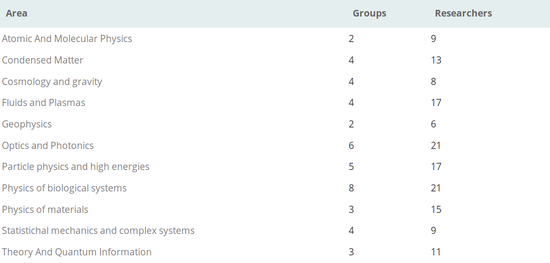 Area Groups Researchers
Atomic And Molecular Physics 2 9
Condensed Matter 4 13
Cosmology and gravity 4 8
Fluids and Plasmas 4 17
Geophysics 2 6
Optics and Photonics 6 21
Particle physics and high energies 5 17
Physics of biological systems 8 21
Physics of materials 3 15
Statistichal mechanics and complex systems 4 9
Theory And Quantum Information 3 11